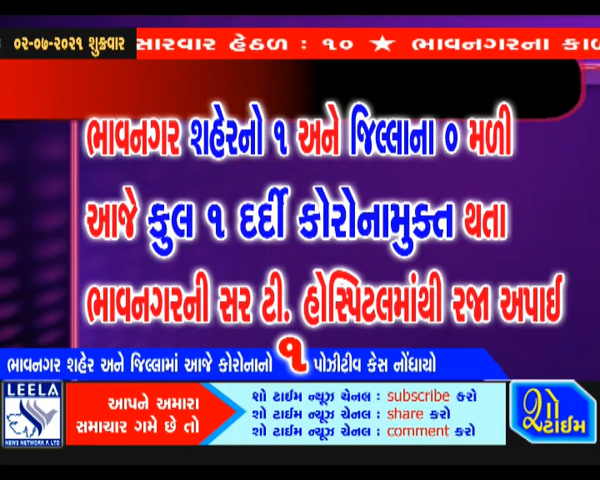 ૦૨-૦૭-૨૦૨૧ શુક્રવાર સારવાર હેઠળ : ૧૦ ★ ભાવનગરના કા
ભાવનગર શહેરનો ૧ અને જિલ્લાના ૦ મળી
આજે કુલ ૧ દર્દી કોરોનામુક્ત થતા
ભાવનગરની સર ટી. હોસ્પિટલમાંથી રજા અપાઈ
ભાવનગર શહેર અને જિલ્લામાં આજે કોરોનાનો ૧ પોઝીટીવ કેસ નોંધાયો
LEELA
NEWS NETWORK P. LTD
આપને અમારા
સમાચાર ગમે છે તો
શો ટાઈમ ન્યૂઝ ચેનલ : subscribe કરો
શો ટાઈમ ન્યૂઝ ચેનલ : share કરો
શો ટાઈમ ન્યૂઝ ચેનલ : comment કરો
શો
ટાઈમ